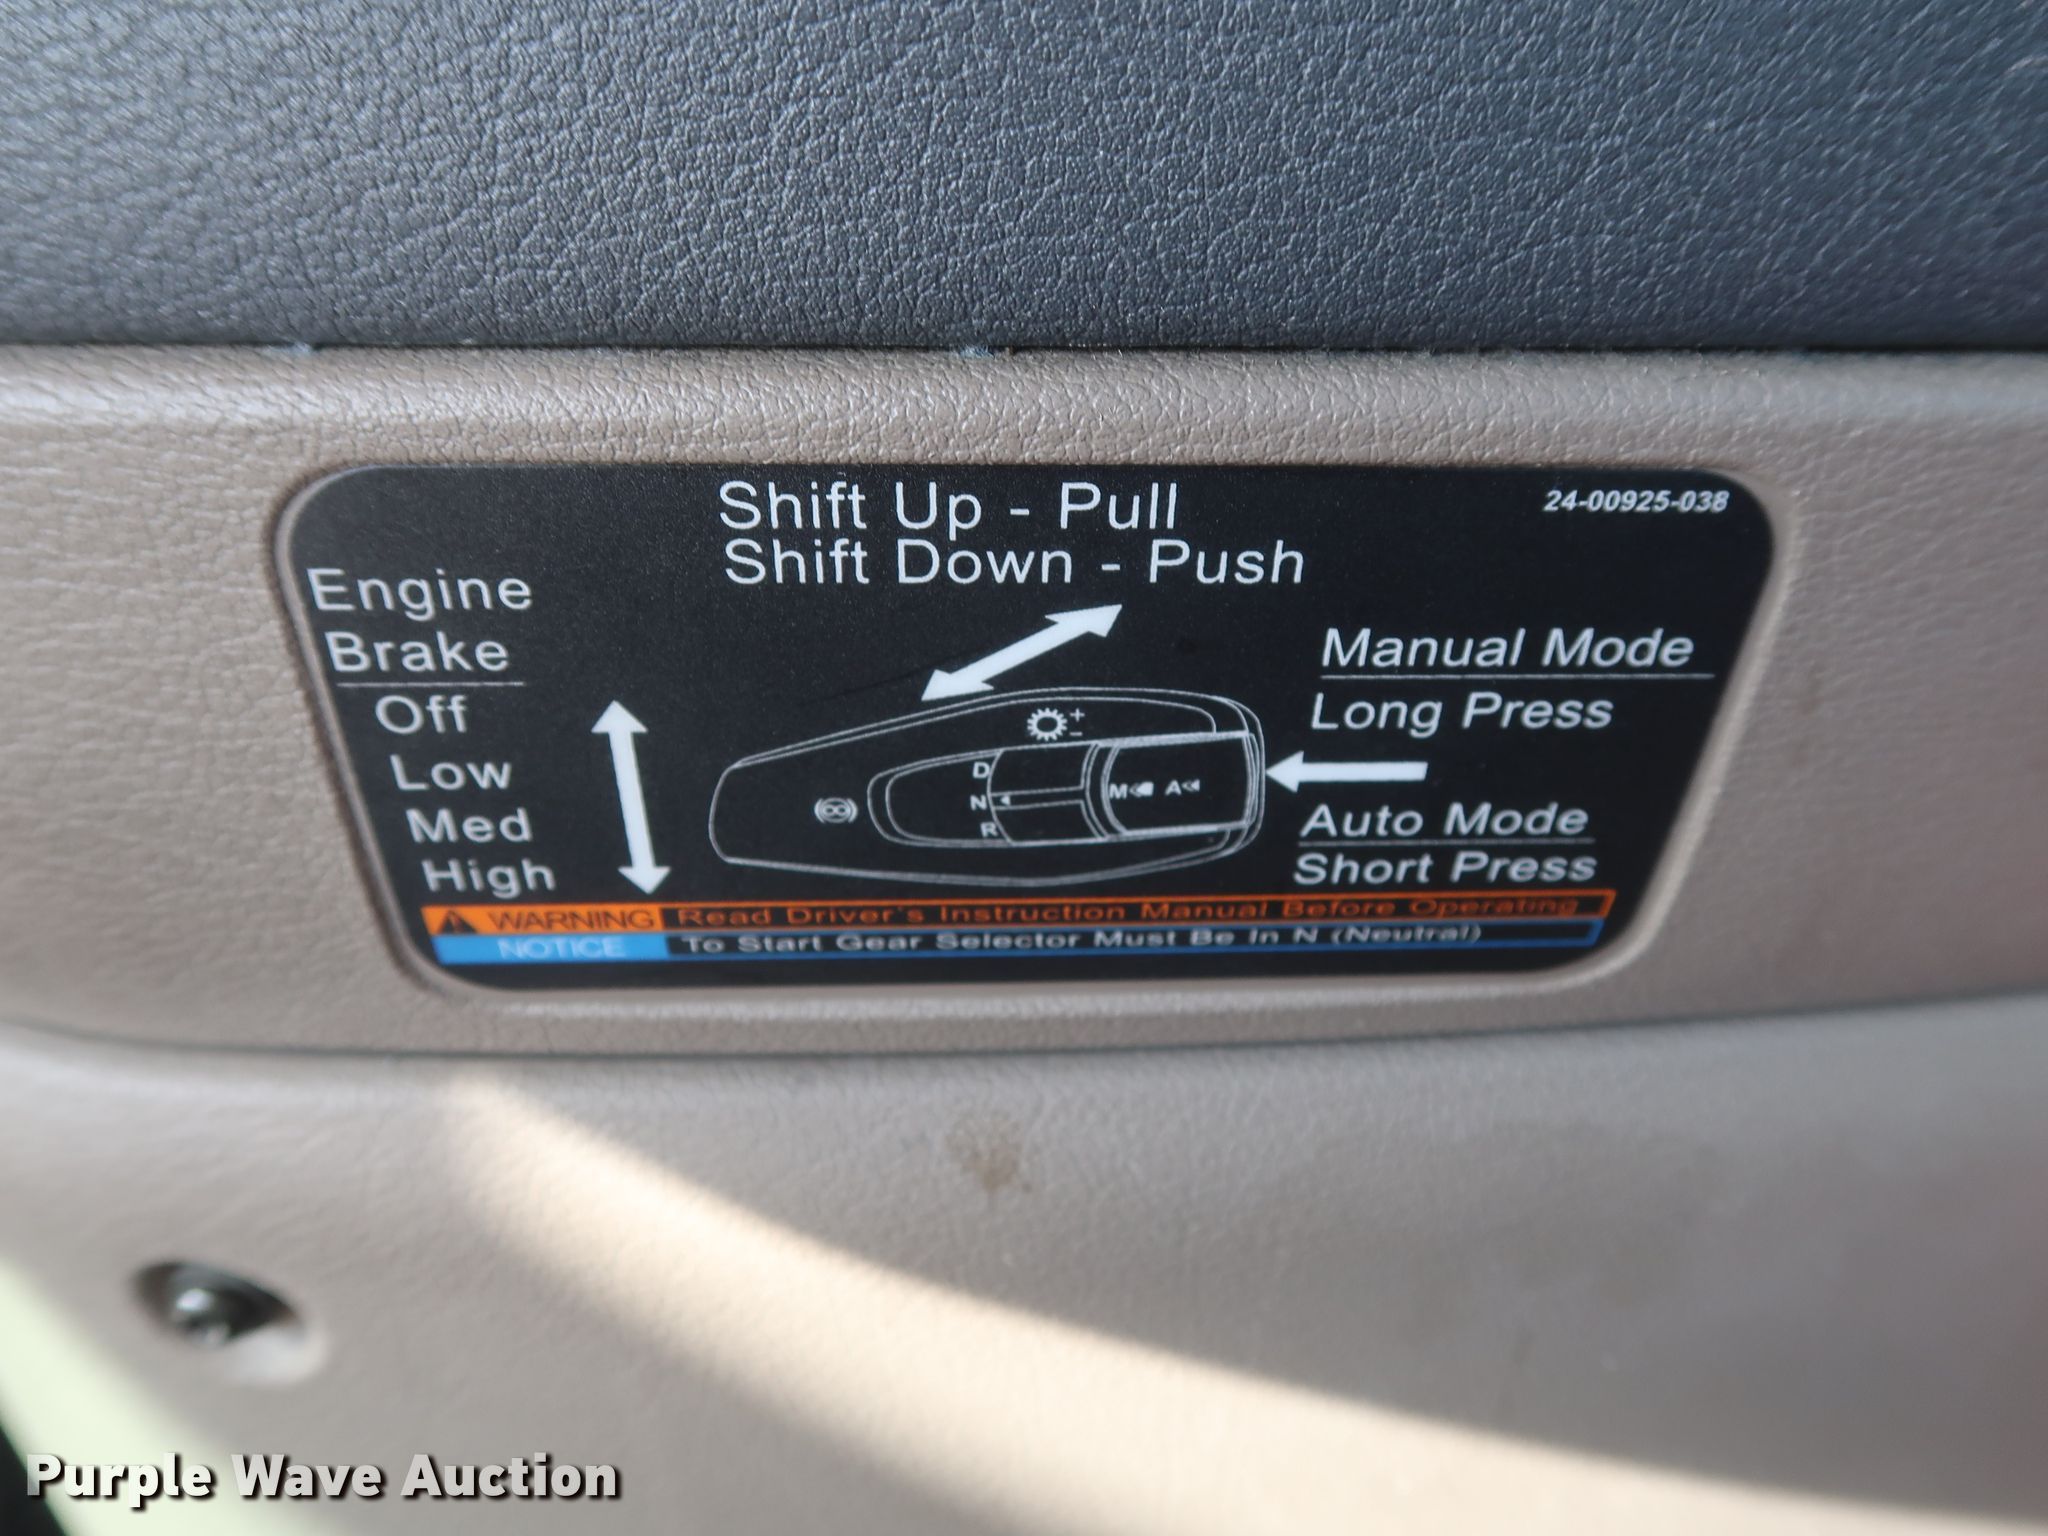 Shift Up - Pull
Shift Down - Push
24-00925-038
Engine
Brake
Off
Low
Med
High
+
-
D
N
R
M A
Manual Mode
Long Press
Auto Mode
Short Press
WARNING Read Driver's Instruction Manual Before Operating
NOTICE To Start Gear Selector Must Be In N (Neutral)
Purple Wave Auction